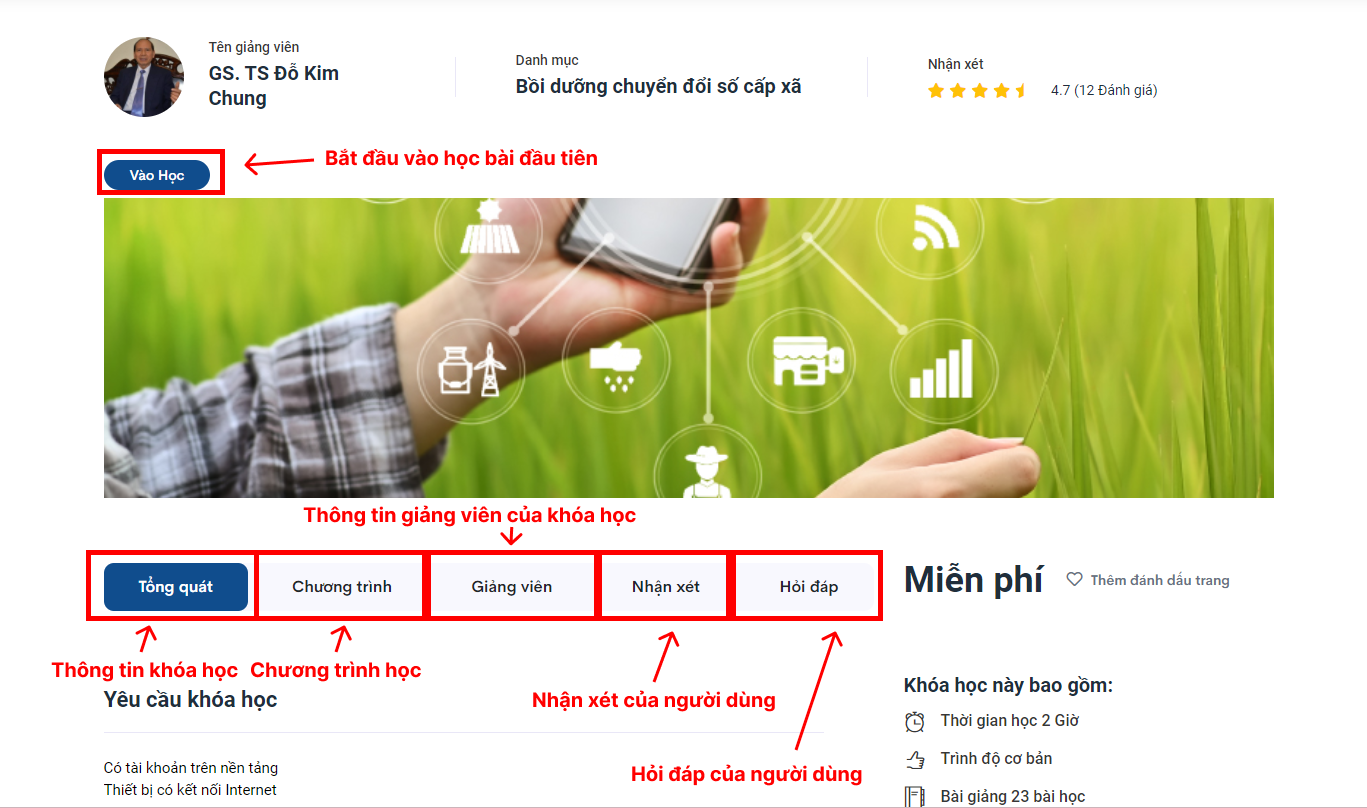 Tên giảng viên
GS. TS Đỗ Kim
Chung
Danh mục
Bồi dưỡng chuyển đổi số cấp xã
Nhận xét
4.7 (12 Đánh giá)
Vào Học
Bắt đầu vào học bài đầu tiên
Thông tin giảng viên của khóa học
Tổng quát
Chương trình
Giảng viên
Nhận xét
Hỏi đáp
Miễn phí
Thêm đánh dấu trang
Thông tin khóa học
Chương trình học
Nhận xét của người dùng
Hỏi đáp của người dùng
Yêu cầu khóa học
Có tài khoản trên nền tảng
Thiết bị có kết nối Internet
Khóa học này bao gồm:
Thời gian học 2 Giờ
Trình độ cơ bản
Bài giảng 23 bài học